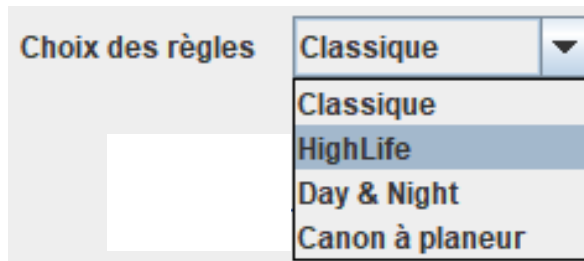 Choix des règles Classique
Classique
HighLife
Day & Night
Canon à planeur